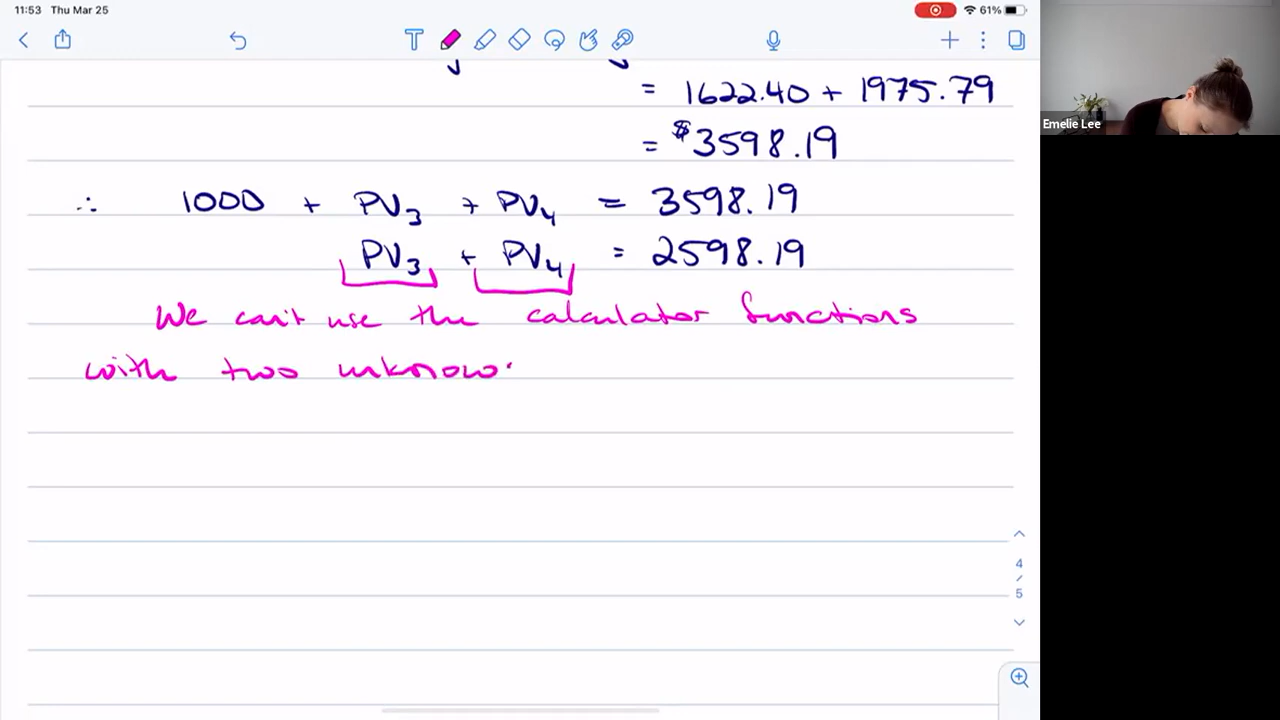 11:53 Thu Mar 25
61%
T
= 1622.40 + 1975.79
= $3598.19
∴ 1000 + PV3 + PV4 = 3598.19
PV3 + PV4 = 2598.19
We can't use the calculator functions
with two unknow
Emelie Lee
4
/
5